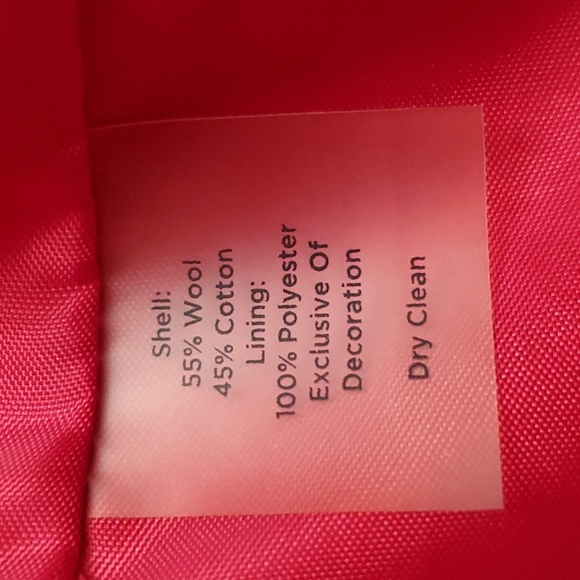 Shell:
55% Wool
45% Cotton
Lining:
100% Polyester
Exclusive Of
Decoration
Dry Clean